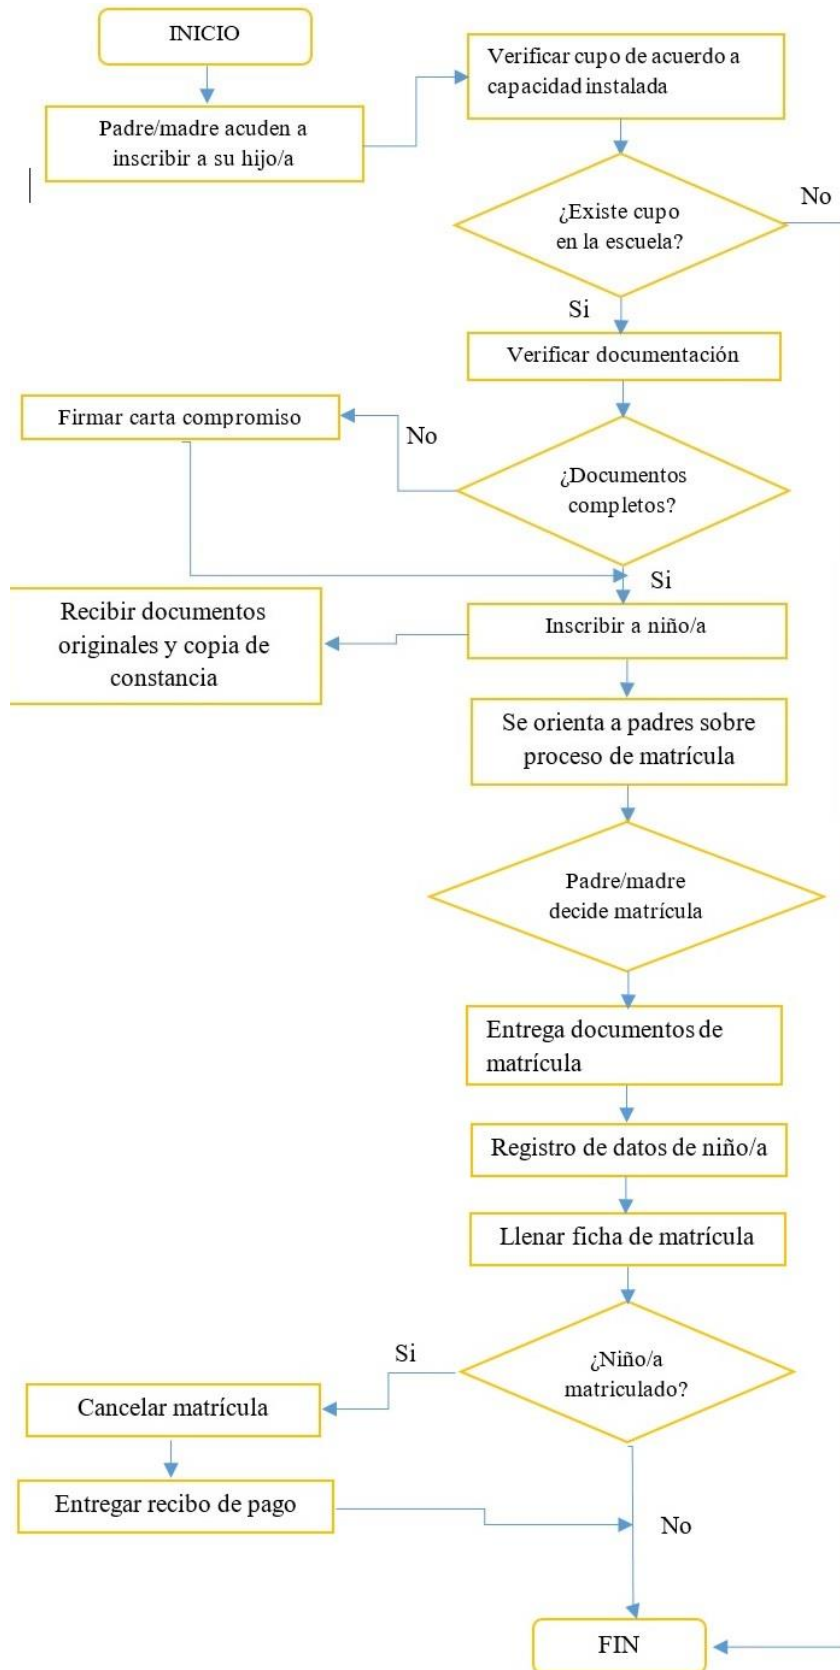 INICIO
Padre/madre acuden a
inscribir a su hijo/a
Verificar cupo de acuerdo a
capacidad instalada
¿Existe cupo
en la escuela?
No
Si
Verificar documentación
¿Documentos
completos?
No
Firmar carta compromiso
Si
Inscribir a niño/a
Recibir documentos
originales y copia de
constancia
Se orienta a padres sobre
proceso de matrícula
Padre/madre
decide matrícula
Entrega documentos de
matrícula
Registro de datos de niño/a
Llenar ficha de matrícula
¿Niño/a
matriculado?
Si
Cancelar matrícula
Entregar recibo de pago
No
FIN